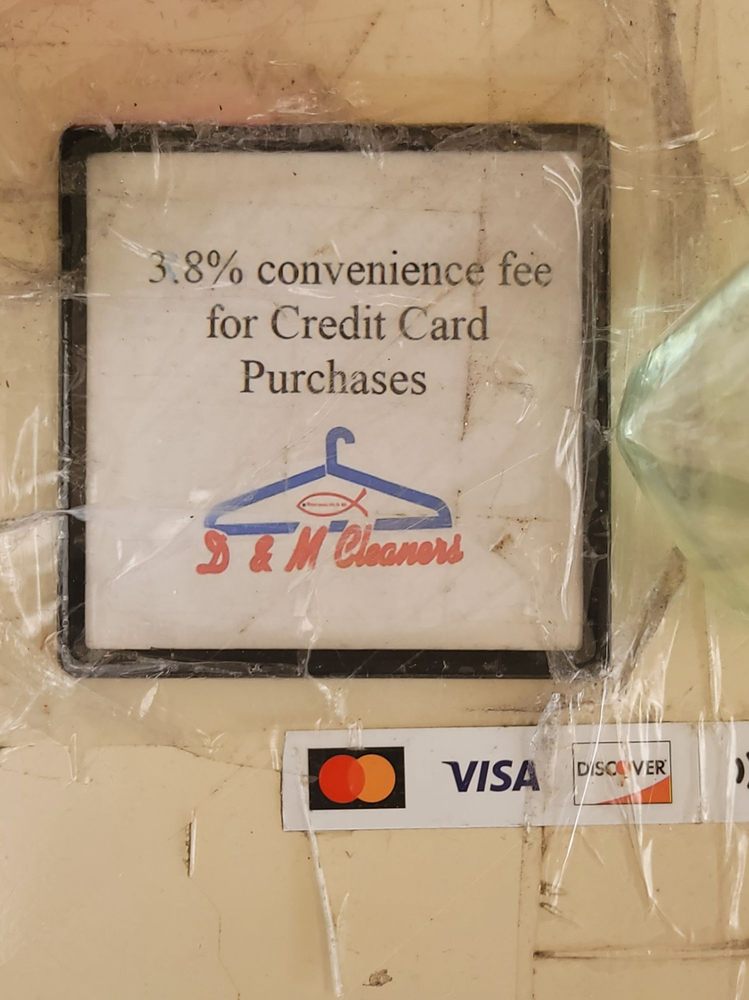 3.8% convenience fee
for Credit Card
Purchases
D & M Cleaners
VISA
DISCOVER